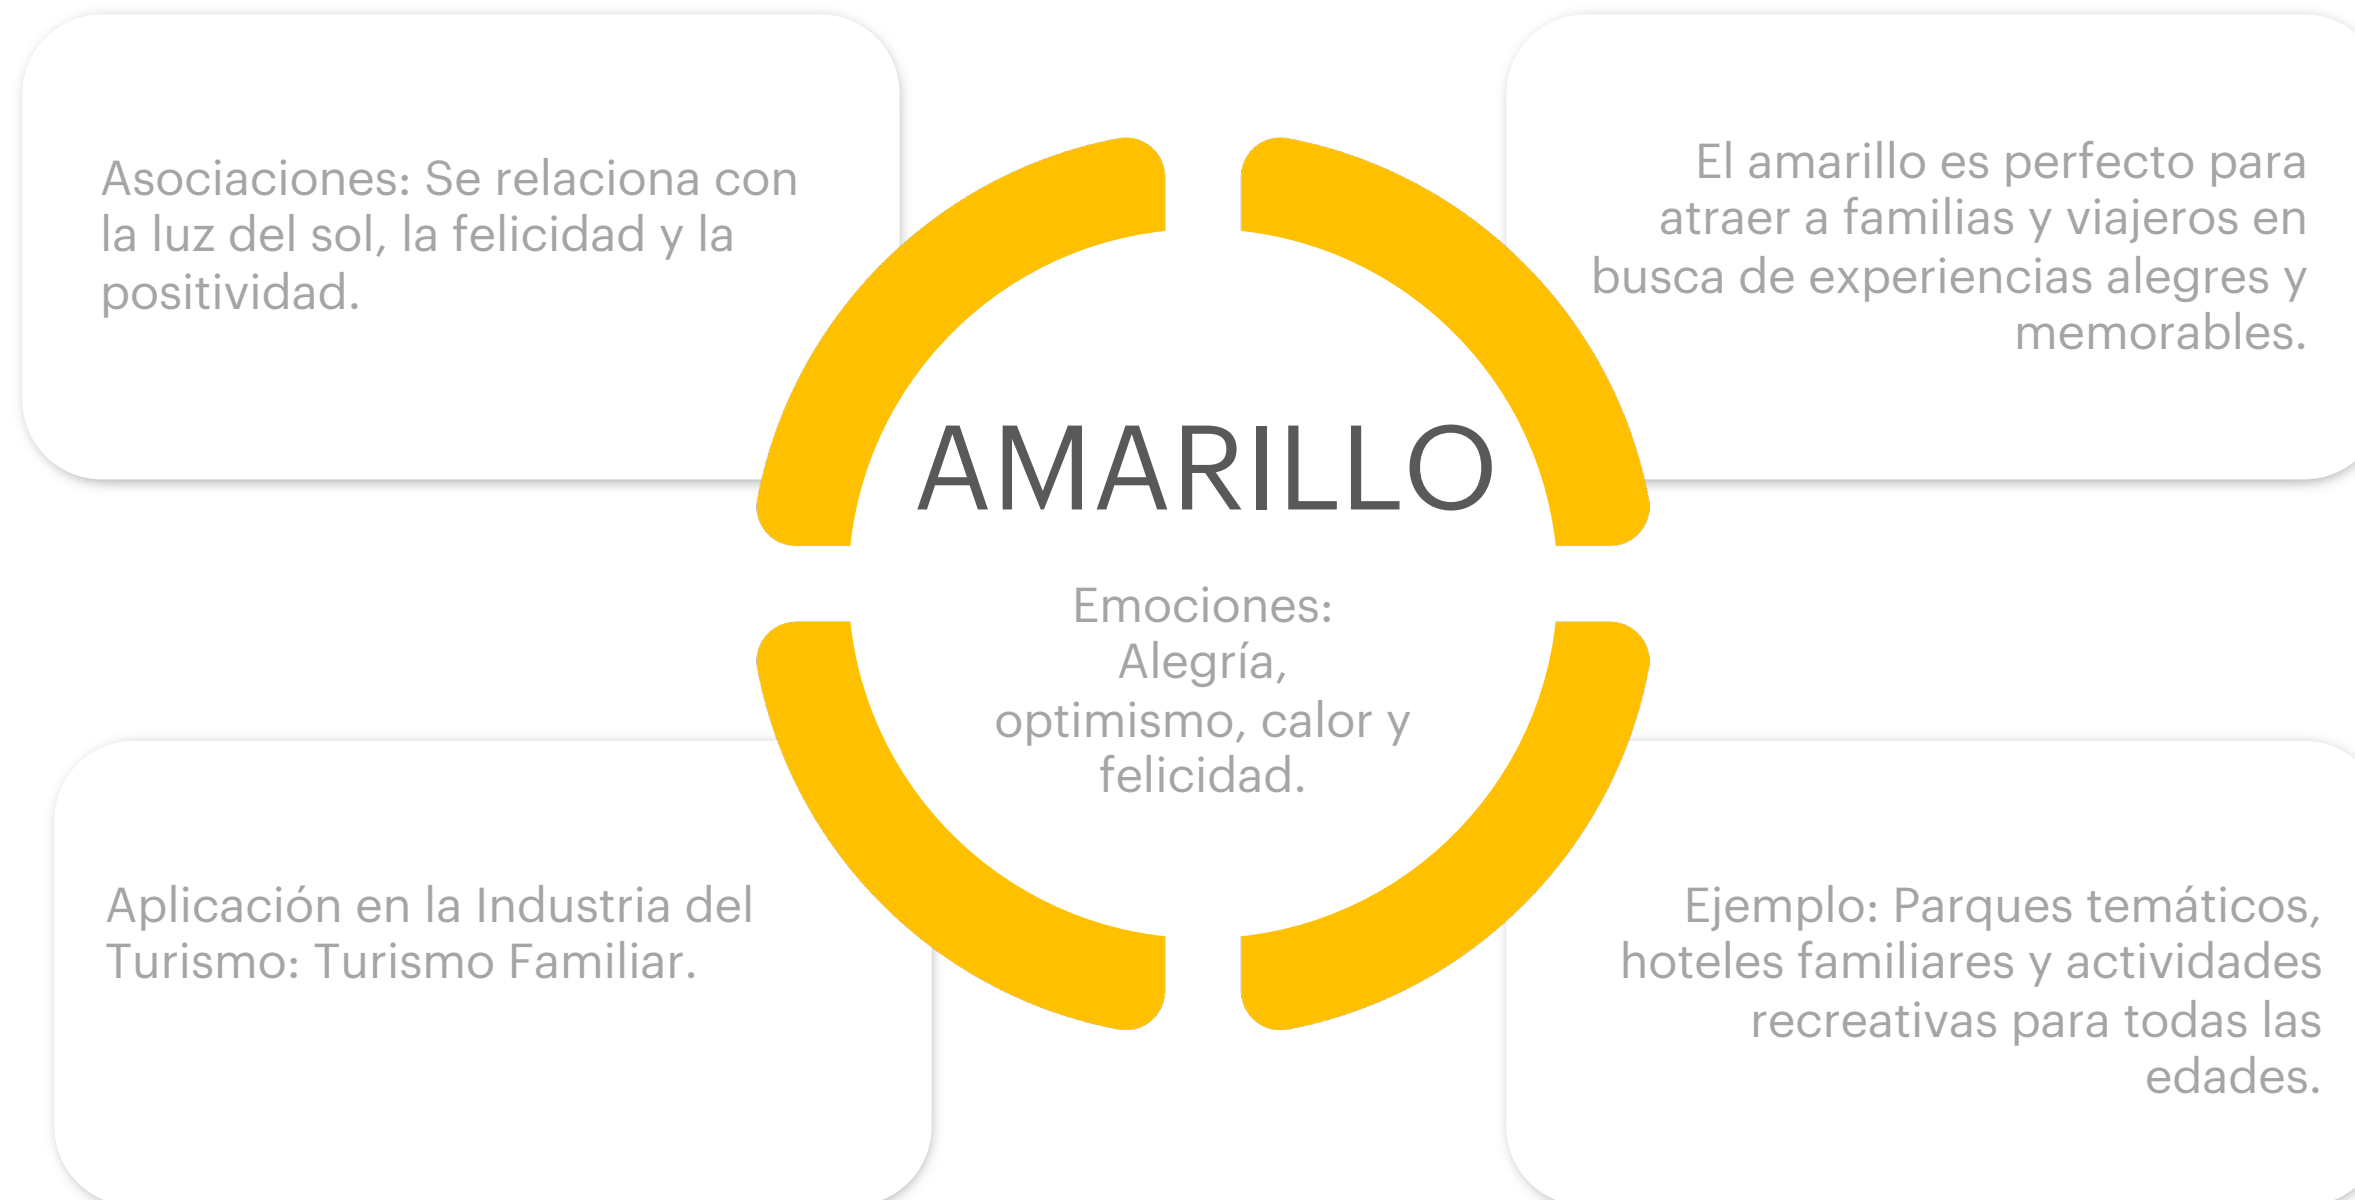 Asociaciones: Se relaciona con
la luz del sol, la felicidad y la
positividad.
El amarillo es perfecto para
atraer a familias y viajeros en
busca de experiencias alegres y
memorables.
AMARILLO
Emociones:
Alegría,
optimismo, calor y
felicidad.
Aplicación en la Industria del
Turismo: Turismo Familiar.
Ejemplo: Parques temáticos,
hoteles familiares y actividades
recreativas para todas las
edades.